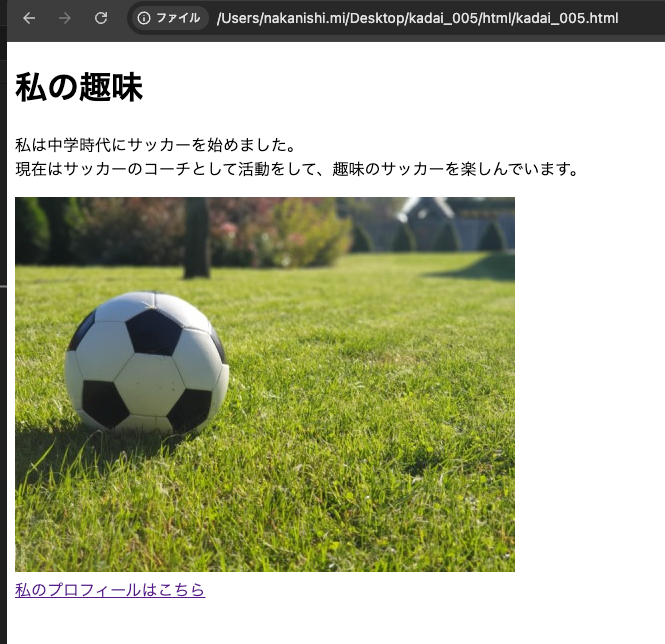 ファイル /Users/nakanishi.mi/Desktop/kadai_005/html/kadai_005.html
私の趣味
私は中学時代にサッカーを始めました。
現在はサッカーのコーチとして活動をして、趣味のサッカーを楽しんでいます。
私のプロフィールはこちら